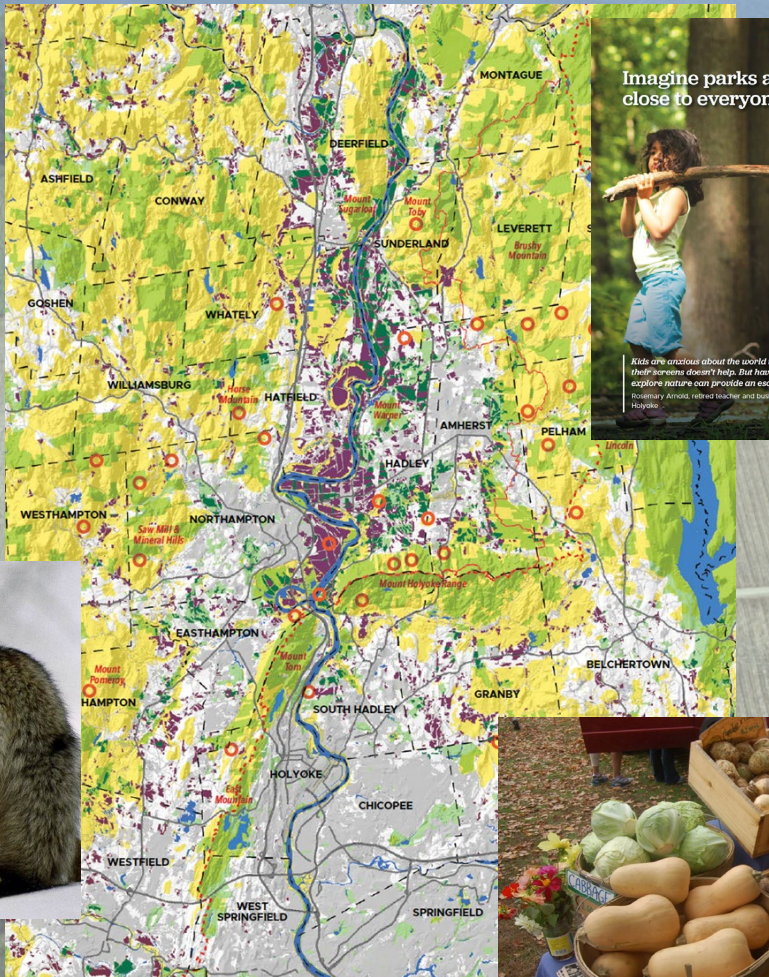 MONTAGUE
Imagine parks a
close to everyon
DEERFIELD
ASHFIELD
CONWAY
Mount
Sugarloaf
Mount
Toby
LEVERETT
SUNDERLAND
Brushy
Mountain
S
GOSHEN
WHATELY
Kids are anxious about the world
their screens doesn't help. But hav
explore nature can provide an esc
Rosemary Arnold, retired teacher and busi
Holyoke
WILLIAMSBURG
Horse
Mountain
HATFIELD
Mount
Warner
AMHERST
PELHAM
Lincoln
HADLEY
WESTHAMPTON
NORTHAMPTON
Saw Mill &
Mineral Hills
Mount Holyoke Range
EASTHAMPTON
Mount
Tom
BELCHERTOWN
Mount
Pomeroy
HAMPTON
GRANBY
SOUTH HADLEY
HOLYOKE
East
Mountain
CHICOPEE
WESTFIELD
CABBAGE
WEST
SPRINGFIELD
SPRINGFIELD